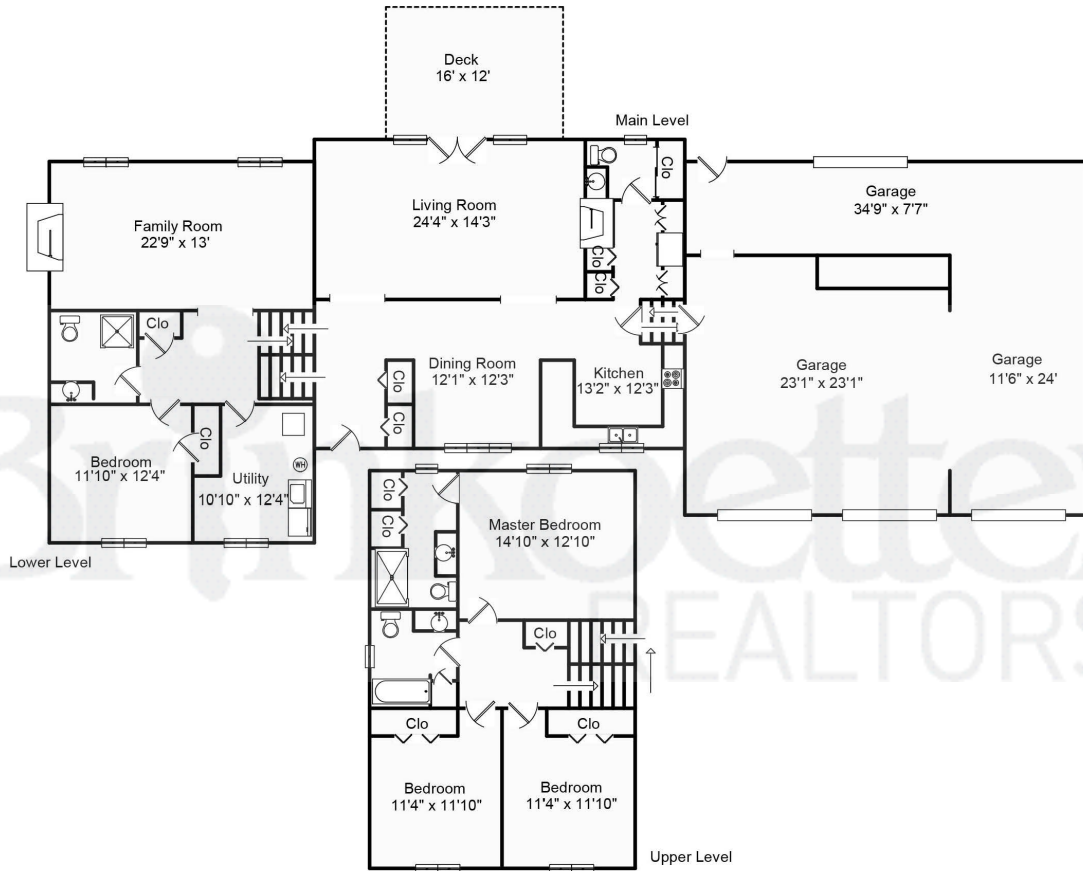 Deck
16' x 12'
Main Level
Clo
Garage
34'9" x 7'7"
Living Room
24'4" x 14'3"
Family Room
22'9" x 13'
Clo
Clo
Clo
Dining Room
12'1" x 12'3"
Kitchen
13'2" x 12'3"
Garage
23'1" x 23'1"
Garage
11'6" x 24'
Clo
Clo
Clo
Bedroom
11'10" x 12'4"
Utility
10'10" x 12'4"
WH
Lower Level
Clo
Clo
Master Bedroom
14'10" x 12'10"
Brinkoetter
REALTORS
Clo
Clo
Clo
Bedroom
11'4" x 11'10"
Bedroom
11'4" x 11'10"
Upper Level